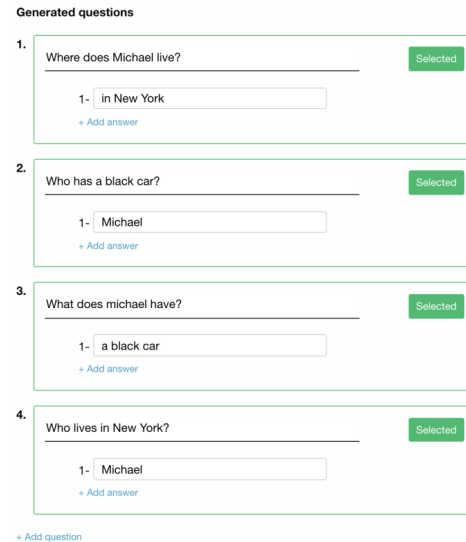 Generated questions
1.
Where does Michael live?
Selected
1- in New York
+ Add answer
2.
Who has a black car?
Selected
1- Michael
+ Add answer
3.
What does michael have?
Selected
1- a black car
+ Add answer
4.
Who lives in New York?
Selected
1- Michael
+ Add answer
+ Add question